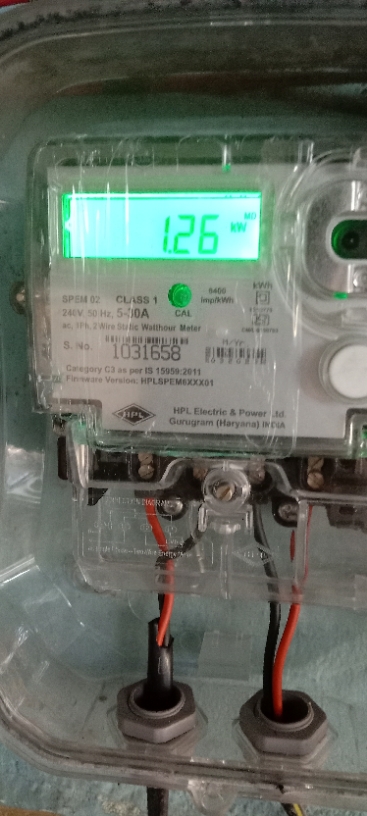 MD
1.26 kW
SPEM 02 CLASS 1
240V, 50 Hz, 5-30A
CAL
imp/kWh
kWh
ac, 1Ph, 2 Wire Static Watthour Meter
S. No. 1031658
Category C3 as per IS 15959:2011
Firmware Version: HPLSPEM6XXX01
HPL
HPL Electric & Power Ltd.
Gurugram (Haryana) INDIA